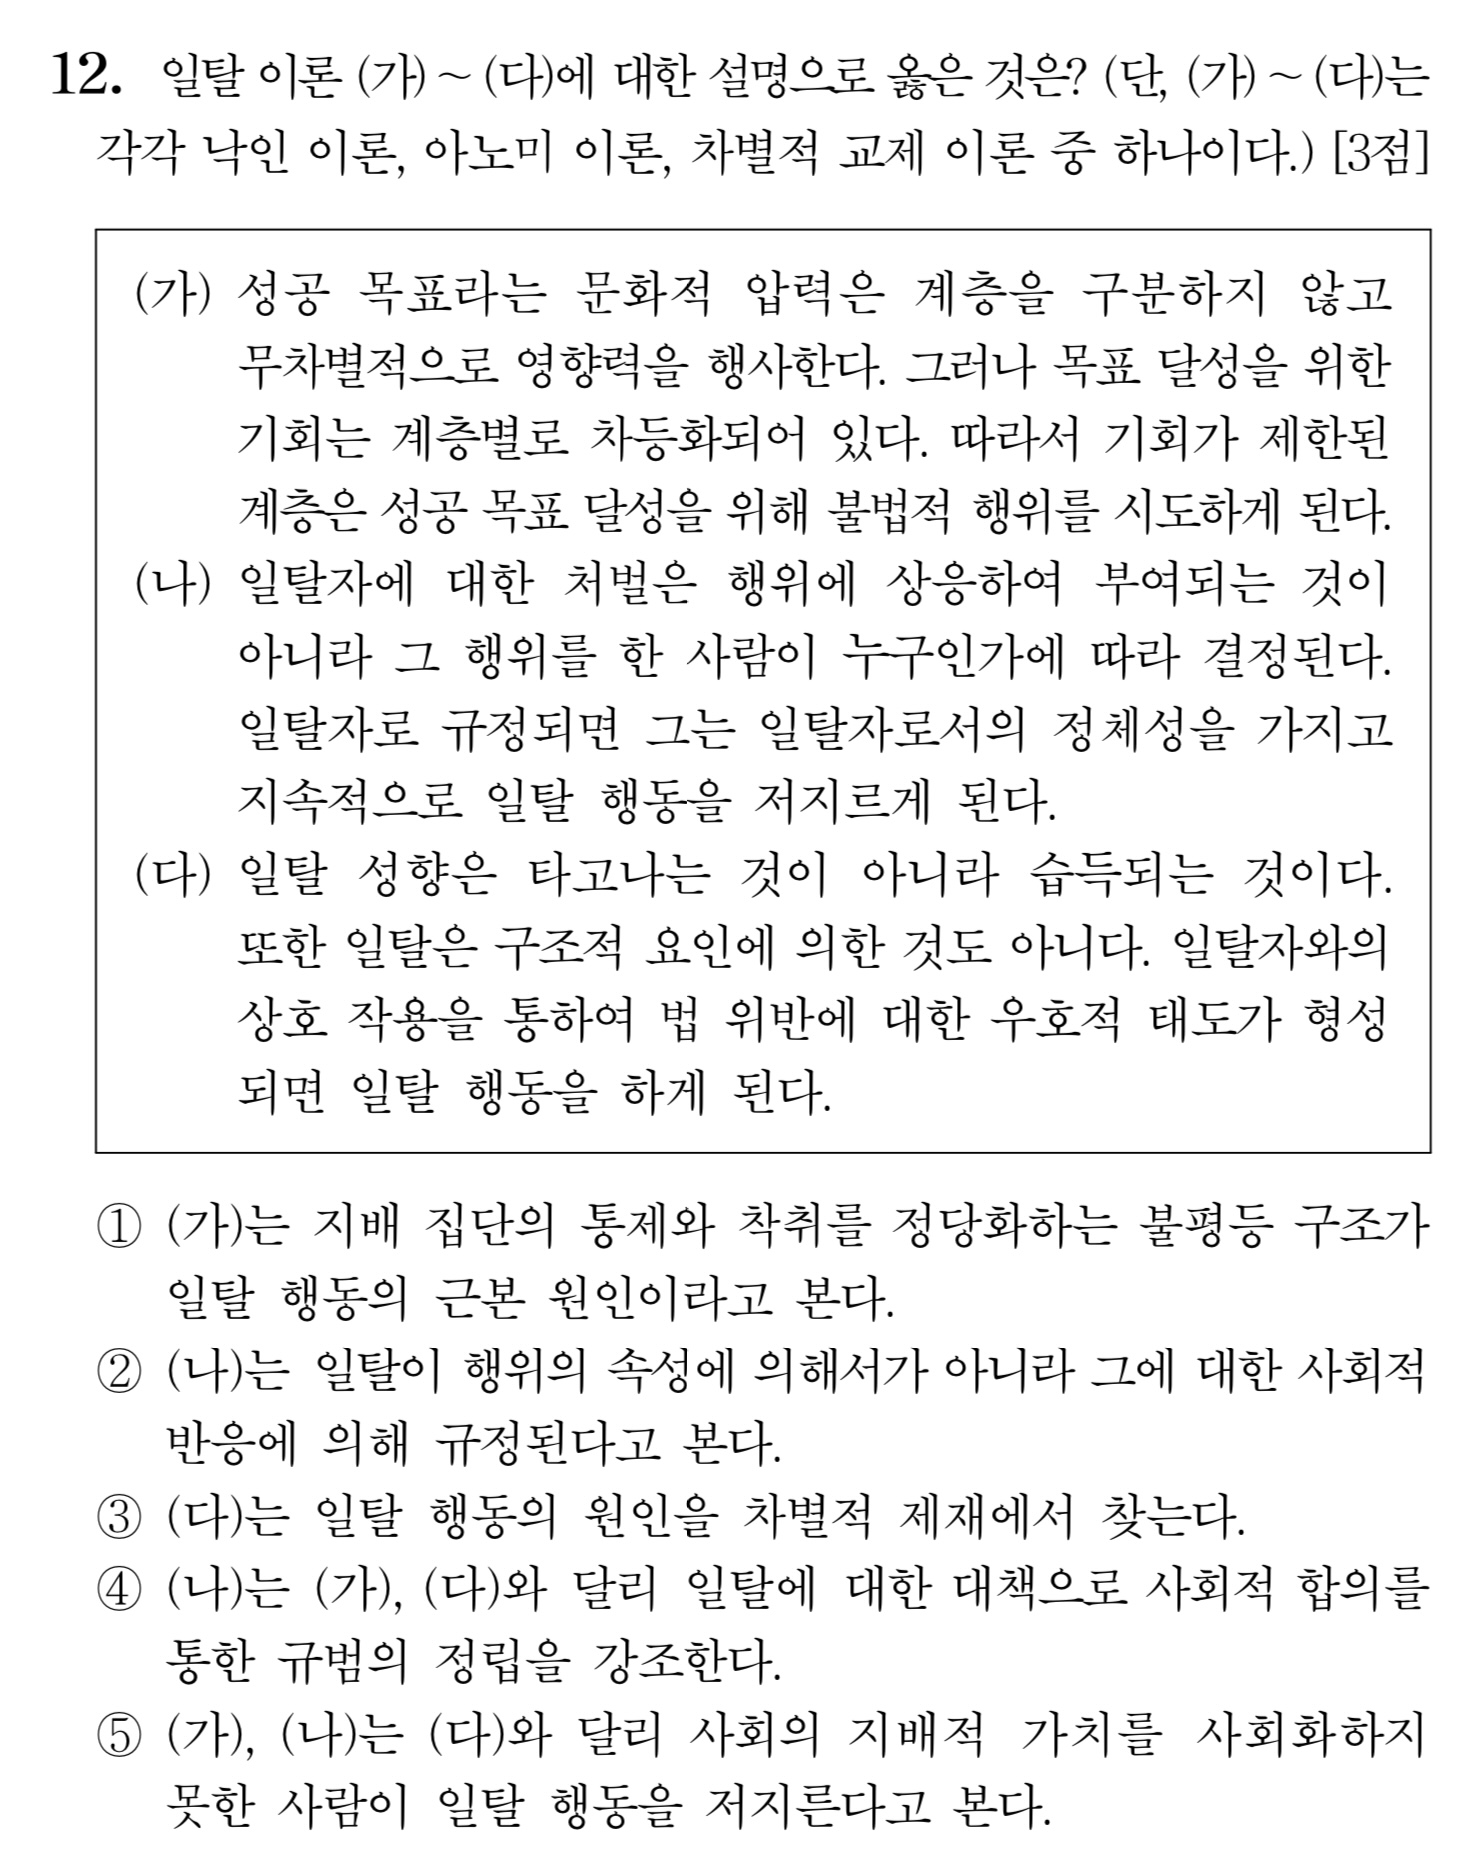 12. 일탈 이론 (가) ~ (다)에 대한 설명으로 옳은 것은? (단, (가) ~ (다)는
각각 낙인 이론, 아노미 이론, 차별적 교제 이론 중 하나이다.) [3점]
(가) 성공 목표라는 문화적 압력은 계층을 구분하지 않고
무차별적으로 영향력을 행사한다. 그러나 목표 달성을 위한
기회는 계층별로 차등화되어 있다. 따라서 기회가 제한된
계층은 성공 목표 달성을 위해 불법적 행위를 시도하게 된다.
(나) 일탈자에 대한 처벌은 행위에 상응하여 부여되는 것이
아니라 그 행위를 한 사람이 누구인가에 따라 결정된다.
일탈자로 규정되면 그는 일탈자로서의 정체성을 가지고
지속적으로 일탈 행동을 저지르게 된다.
(다) 일탈 성향은 타고나는 것이 아니라 습득되는 것이다.
또한 일탈은 구조적 요인에 의한 것도 아니다. 일탈자와의
상호 작용을 통하여 법 위반에 대한 우호적 태도가 형성
되면 일탈 행동을 하게 된다.
① (가)는 지배 집단의 통제와 착취를 정당화하는 불평등 구조가
일탈 행동의 근본 원인이라고 본다.
② (나)는 일탈이 행위의 속성에 의해서가 아니라 그에 대한 사회적
반응에 의해 규정된다고 본다.
③ (다)는 일탈 행동의 원인을 차별적 제재에서 찾는다.
④ (나)는 (가), (다)와 달리 일탈에 대한 대책으로 사회적 합의를
통한 규범의 정립을 강조한다.
⑤ (가), (나)는 (다)와 달리 사회의 지배적 가치를 사회화하지
못한 사람이 일탈 행동을 저지른다고 본다.